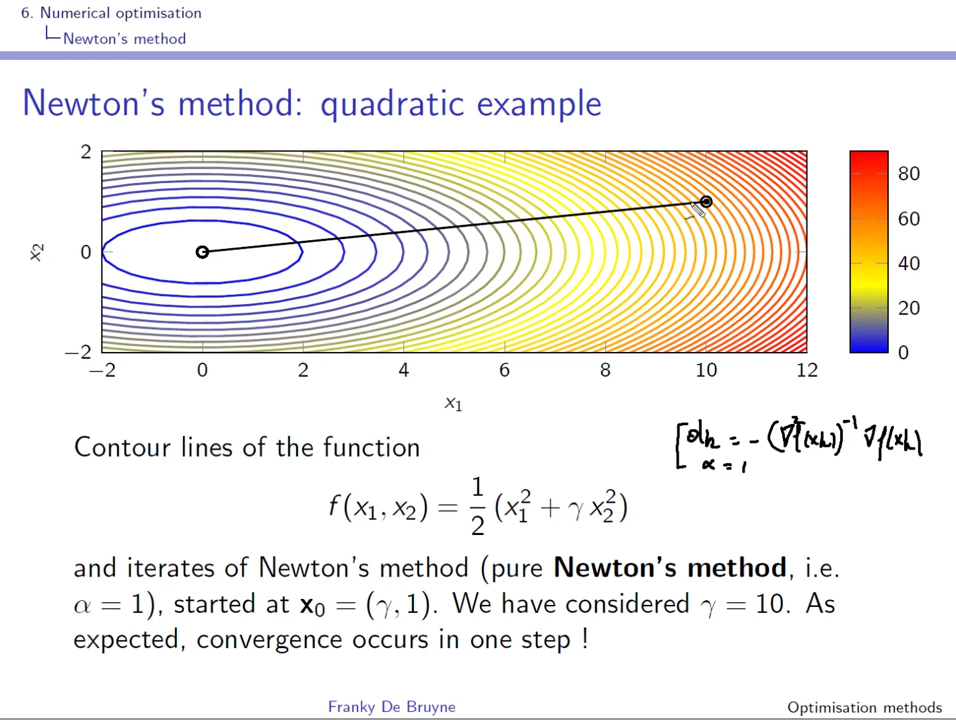 6. Numerical optimisation
Newton's method
Newton's method: quadratic example
2
0
−2
x₂
−2 0 2 4 6 8 10 12
x₁
80
60
40
20
0
dₖ = - (∇²f(xₖ))⁻¹ ∇f(xₖ)
α = 1
Contour lines of the function
f(x₁, x₂) = 1/2 (x₁² + γ x₂²)
and iterates of Newton's method (pure Newton's method, i.e.
α = 1), started at x₀ = (γ, 1). We have considered γ = 10. As
expected, convergence occurs in one step !
Franky De Bruyne
Optimisation methods